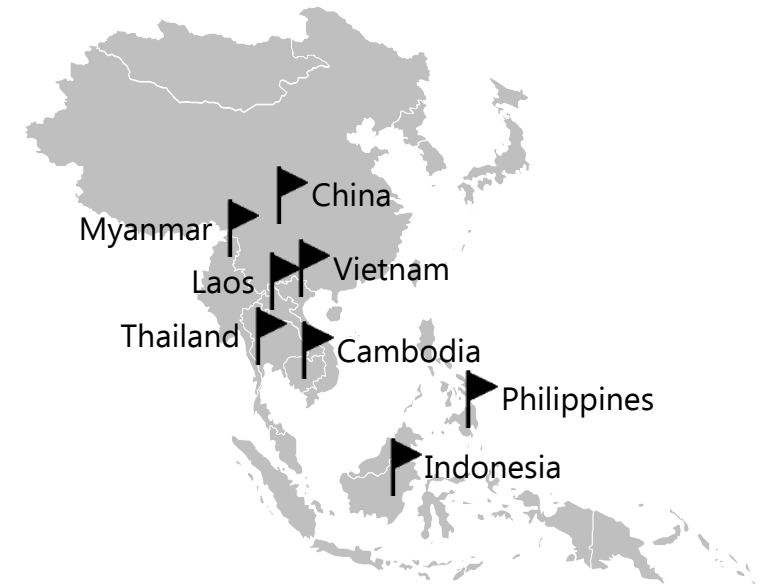 China
Myanmar
Vietnam
Laos
Thailand
Cambodia
Philippines
Indonesia